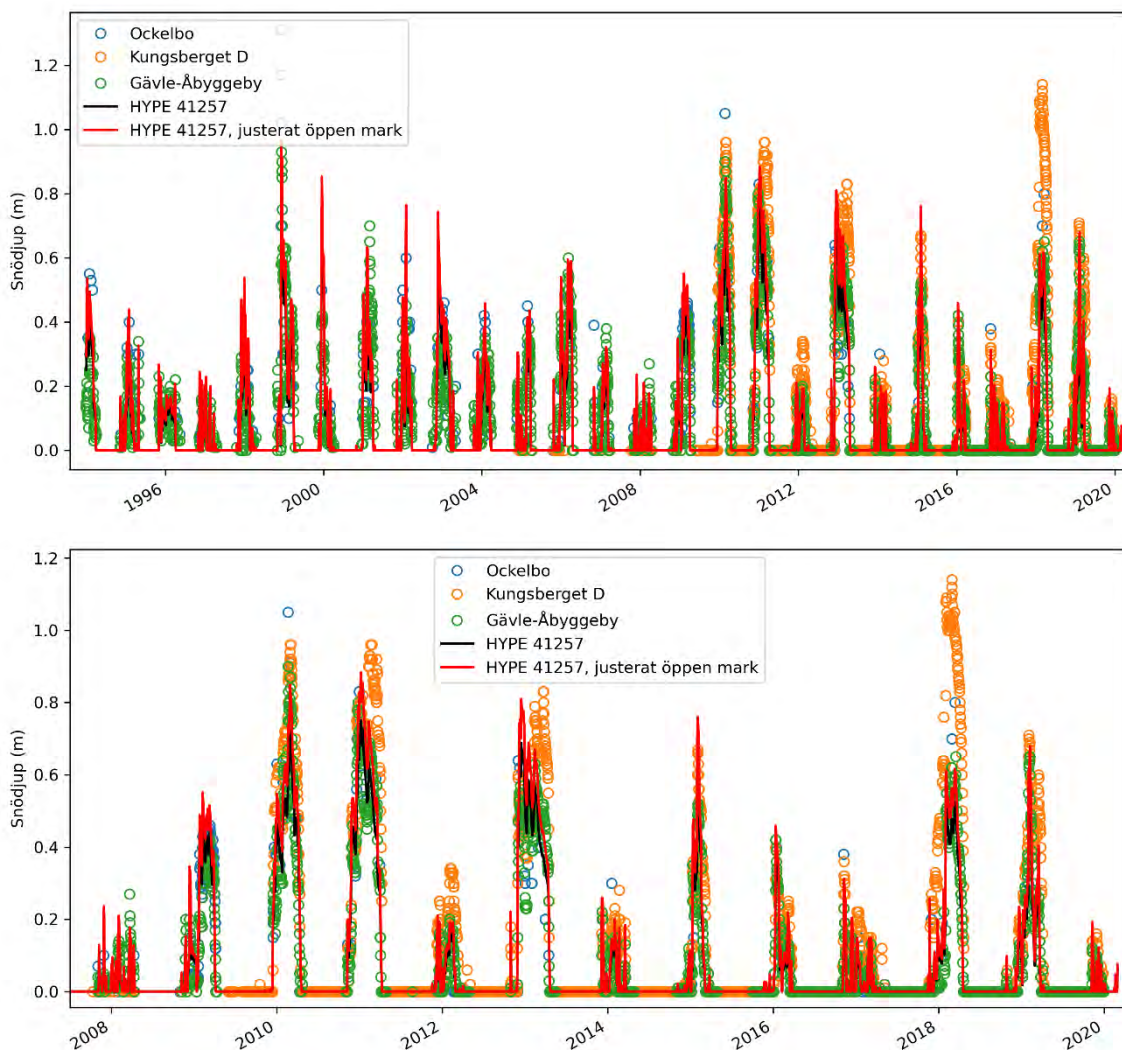 Ockelbo
Kungsberget D
Gävle-Åbyggeby
HYPE 41257
HYPE 41257, justerat öppen mark
Snödjup (m)
1.2
1.0
0.8
0.6
0.4
0.2
0.0
1996
2000
2004
2008
2012
2016
2020
Ockelbo
Kungsberget D
Gävle-Åbyggeby
HYPE 41257
HYPE 41257, justerat öppen mark
Snödjup (m)
1.2
1.0
0.8
0.6
0.4
0.2
0.0
2008
2010
2012
2014
2016
2018
2020